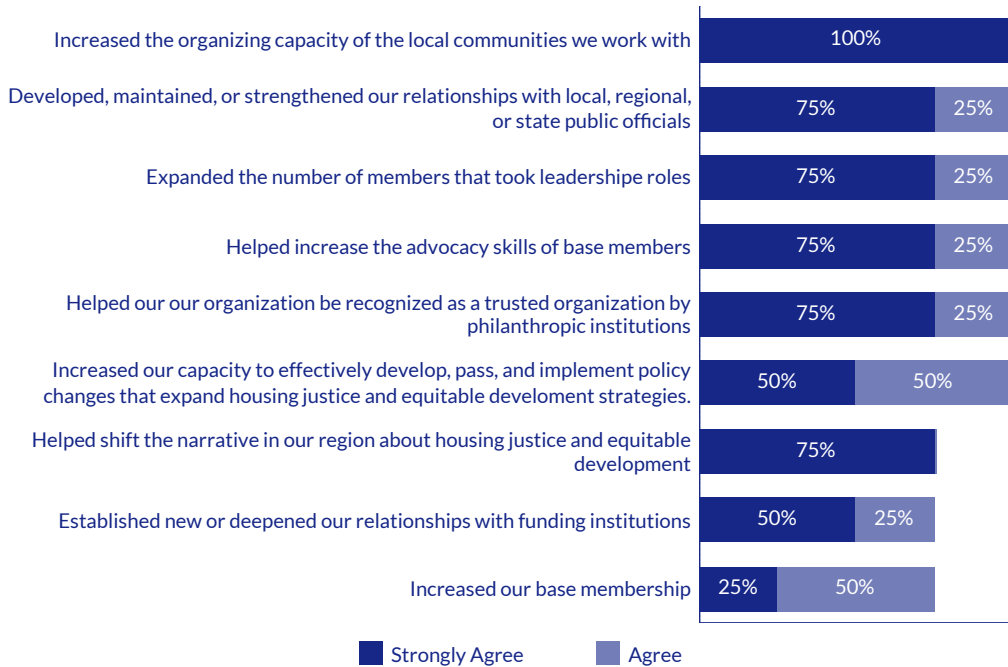 Increased the organizing capacity of the local communities we work with
100%
Developed, maintained, or strengthened our relationships with local, regional,
or state public officials
75%
25%
Expanded the number of members that took leadershipe roles
75%
25%
Helped increase the advocacy skills of base members
75%
25%
Helped our our organization be recognized as a trusted organization by
philanthropic institutions
75%
25%
Increased our capacity to effectively develop, pass, and implement policy
changes that expand housing justice and equitable develoment strategies.
50%
50%
Helped shift the narrative in our region about housing justice and equitable
development
75%
Established new or deepened our relationships with funding institutions
50%
25%
Increased our base membership
25%
50%
Strongly Agree
Agree